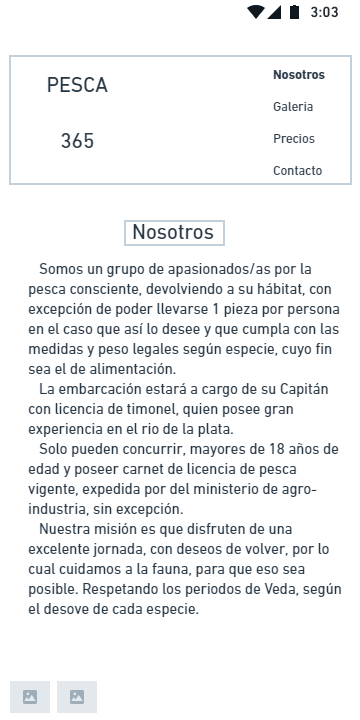 3:03
PESCA
365
Nosotros
Galeria
Precios
Contacto
Nosotros
Somos un grupo de apasionados/as por la
pesca consciente, devolviendo a su hábitat, con
excepción de poder llevarse 1 pieza por persona
en el caso que así lo desee y que cumpla con las
medidas y peso legales según especie, cuyo fin
sea el de alimentación.
La embarcación estará a cargo de su Capitán
con licencia de timonel, quien posee gran
experiencia en el rio de la plata.
Solo pueden concurrir, mayores de 18 años de
edad y poseer carnet de licencia de pesca
vigente, expedida por del ministerio de agro-
industria, sin excepción.
Nuestra misión es que disfruten de una
excelente jornada, con deseos de volver, por lo
cual cuidamos a la fauna, para que eso sea
posible. Respetando los periodos de Veda, según
el desove de cada especie.